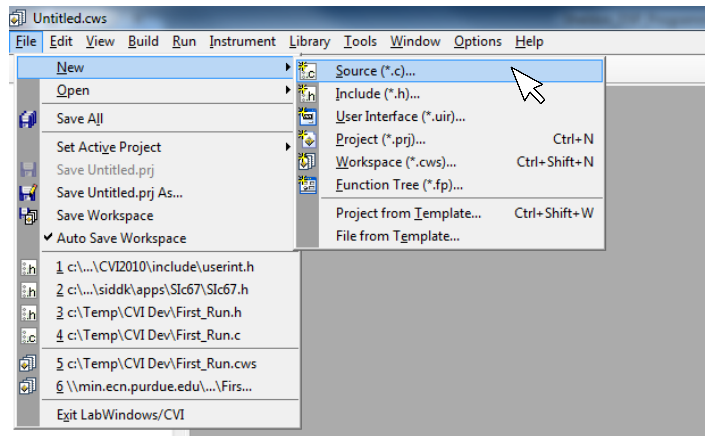 Untitled.cws
File Edit View Build Run Instrument Library Tools Window Options Help
New
Open
Save All
Set Active Project
Save Untitled.prj
Save Untitled.prj As...
Save Workspace
Auto Save Workspace
1 c:\...\CVI2010\include\userint.h
2 c:\...\siddk\apps\SIc67\SIc67.h
3 c:\Temp\CVI Dev\First_Run.h
4 c:\Temp\CVI Dev\First_Run.c
5 c:\Temp\CVI Dev\First_Run.cws
6 \\min.ecn.purdue.edu\...\Firs...
Exit LabWindows/CVI
Source (*.c)...
Include (*.h)...
User Interface (*.uir)...
Project (*.prj)... Ctrl+N
Workspace (*.cws)... Ctrl+Shift+N
Function Tree (*.fp)...
Project from Template... Ctrl+Shift+W
File from Template...